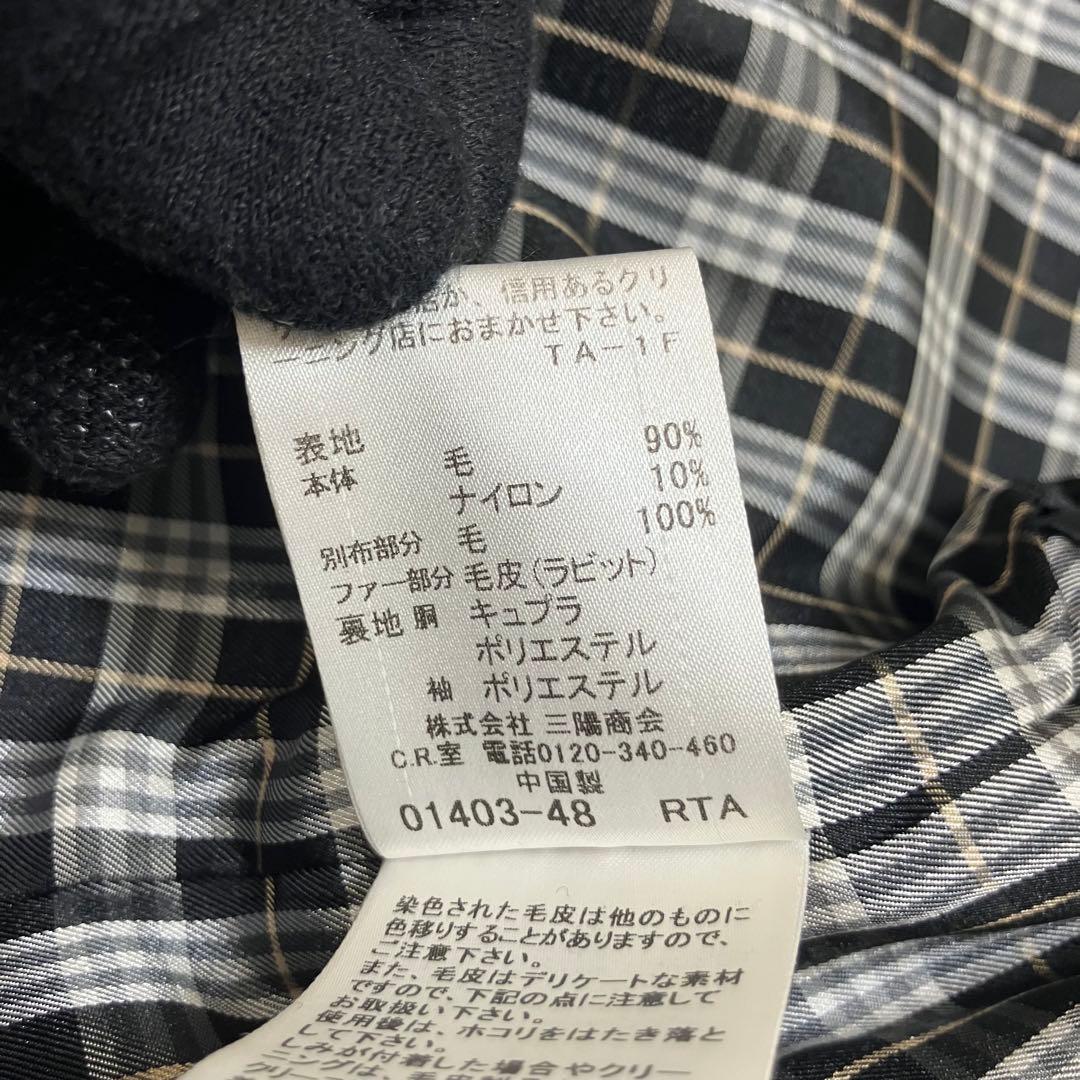 店か、信用あるクリ
ーニング店におまかせ下さい。
TA-1F
表地
本体 毛 90%
ナイロン 10%
別布部分 毛 100%
ファー部分 毛皮(ラビット)
裏地 胴 キュプラ
ポリエステル
袖 ポリエステル
株式会社 三陽商会
C.R.室 電話0120-340-460
中国製
01403-48 RTA
染色された毛皮は他のものに
色移りすることがありますので、
ご注意下さい。
また、毛皮はデリケートな素材
ですので、下記の点に注意して
お取扱い下さい。
使用後は、ホコリをはたき落と
して下さい。
しみが付着した場合やクリー
ニングは、毛皮